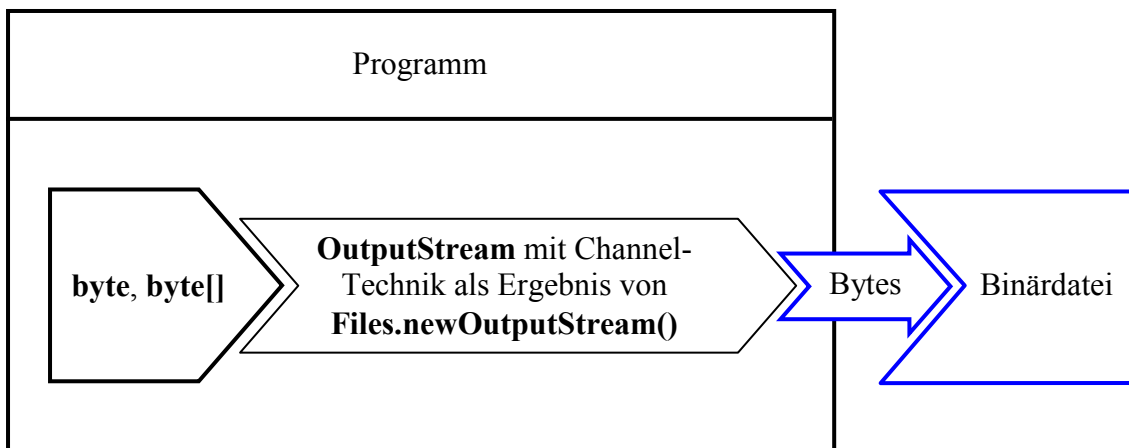 Programm
byte, byte[]
OutputStream mit Channel-
Technik als Ergebnis von
Files.newOutputStream()
Bytes
Binärdatei